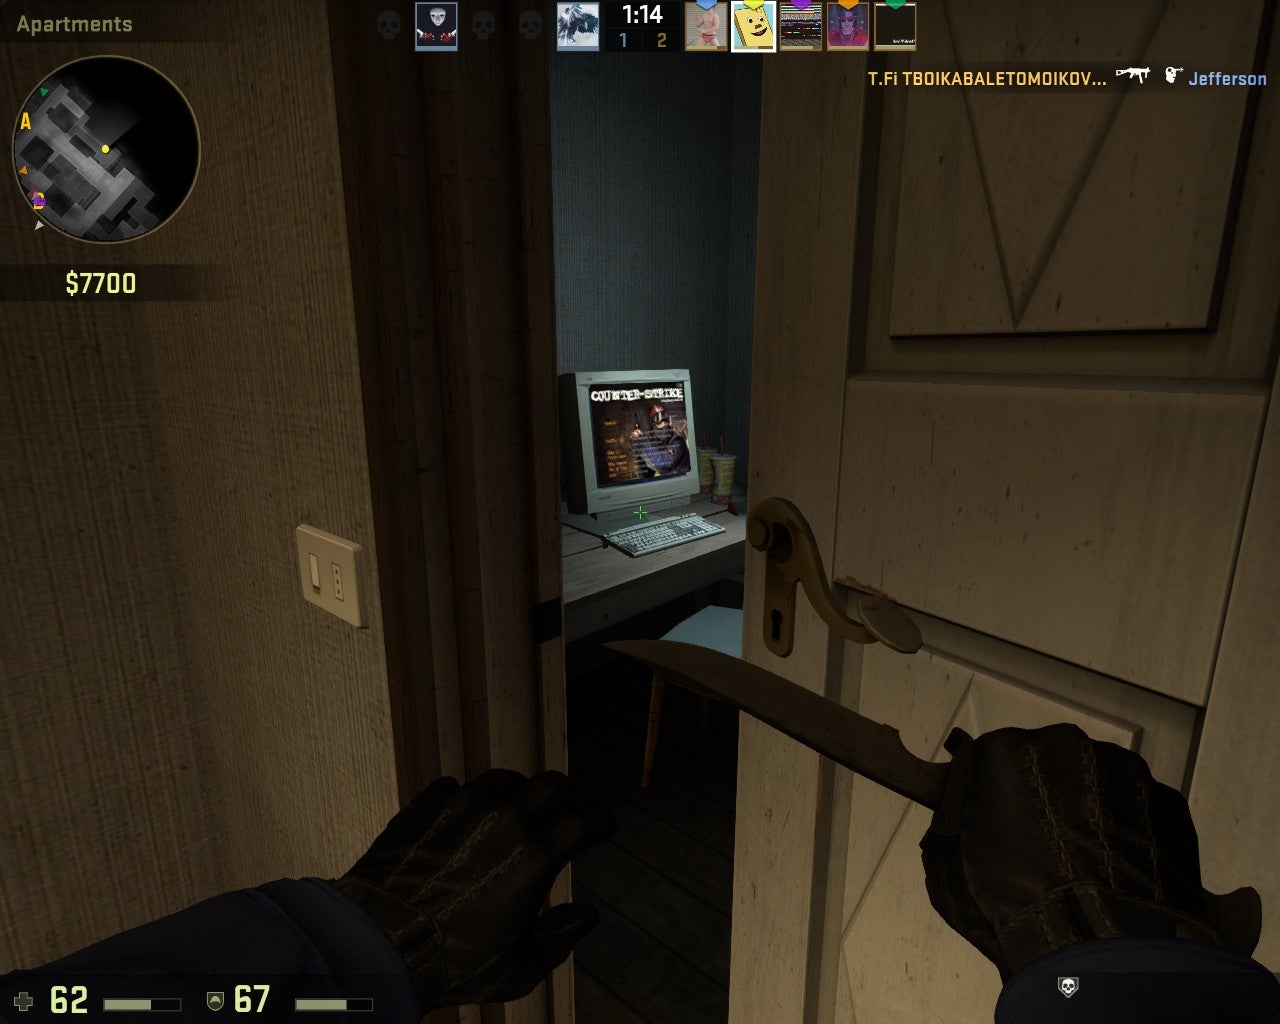 Apartments
1:14
1 2
A
T.Fi TBOIKABALETOMOIKOV... Jefferson
B
$7700
COUNTER-STRIKE
62 67